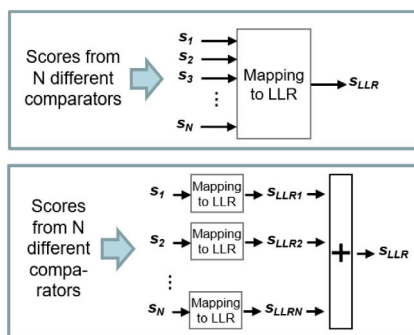 Scores from
N different
comparators
s1
s2
s3
⋮
sN
Mapping
to LLR
sLLR
Scores
from N
different
compa-
rators
s1
Mapping
to LLR
sLLR1
s2
Mapping
to LLR
sLLR2
⋮
sN
Mapping
to LLR
sLLRN
+
sLLR